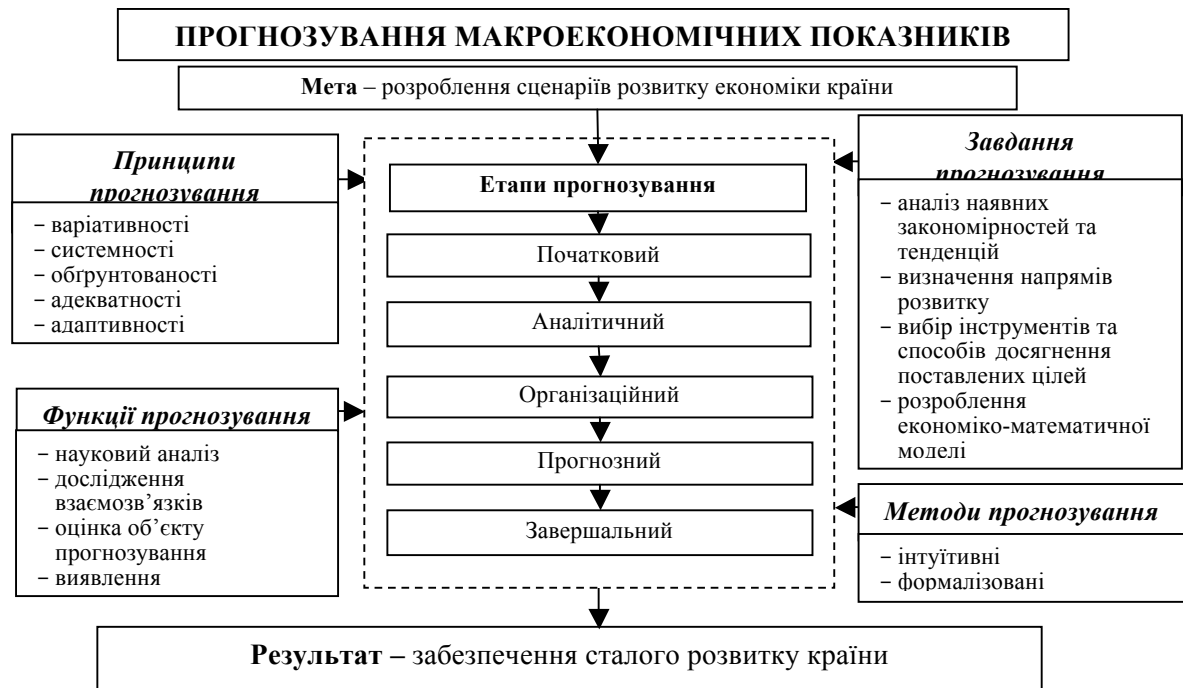 ПРОГНОЗУВАННЯ МАКРОЕКОНОМІЧНИХ ПОКАЗНИКІВ
Мета – розроблення сценаріїв розвитку економіки країни
Принципи
прогнозування
– варіативності
– системності
– обґрунтованості
– адекватності
– адаптивності
Функції прогнозування
– науковий аналіз
– дослідження
взаємозв’язків
– оцінка об’єкту
прогнозування
– виявлення
Етапи прогнозування
Початковий
Аналітичний
Організаційний
Прогнозний
Завершальний
Завдання
прогнозування
– аналіз наявних
закономірностей та
тенденцій
– визначення напрямів
розвитку
– вибір інструментів та
способів досягнення
поставлених цілей
– розроблення
економіко-математичної
моделі
Методи прогнозування
– інтуїтивні
– формалізовані
Результат – забезпечення сталого розвитку країни